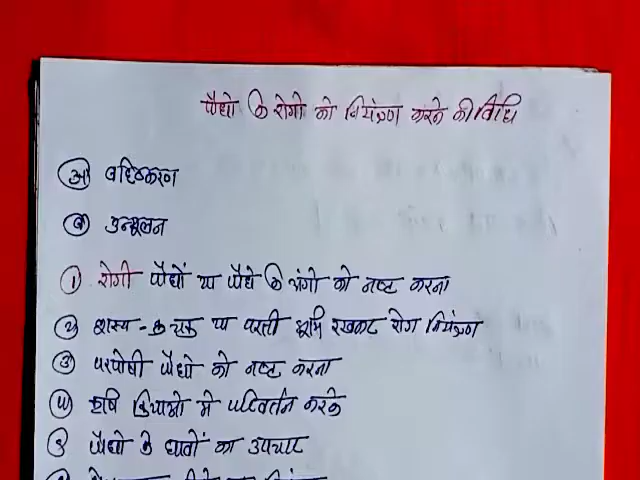 पौधो के रोगो को नियंत्रण करने की विधि
(अ) बहिष्करण
(ब) उन्मूलन
(1) रोगी पौधों या पौधे के अंगो को नष्ट करना
(2) शस्य-चक्र या परती भूमि रखकर रोग नियंत्रण
(3) परपोषी पौधो को नष्ट करना
(4) कृषि क्रियाओ मे परिवर्तन करके
(5) पौधो के घावों का उपचार